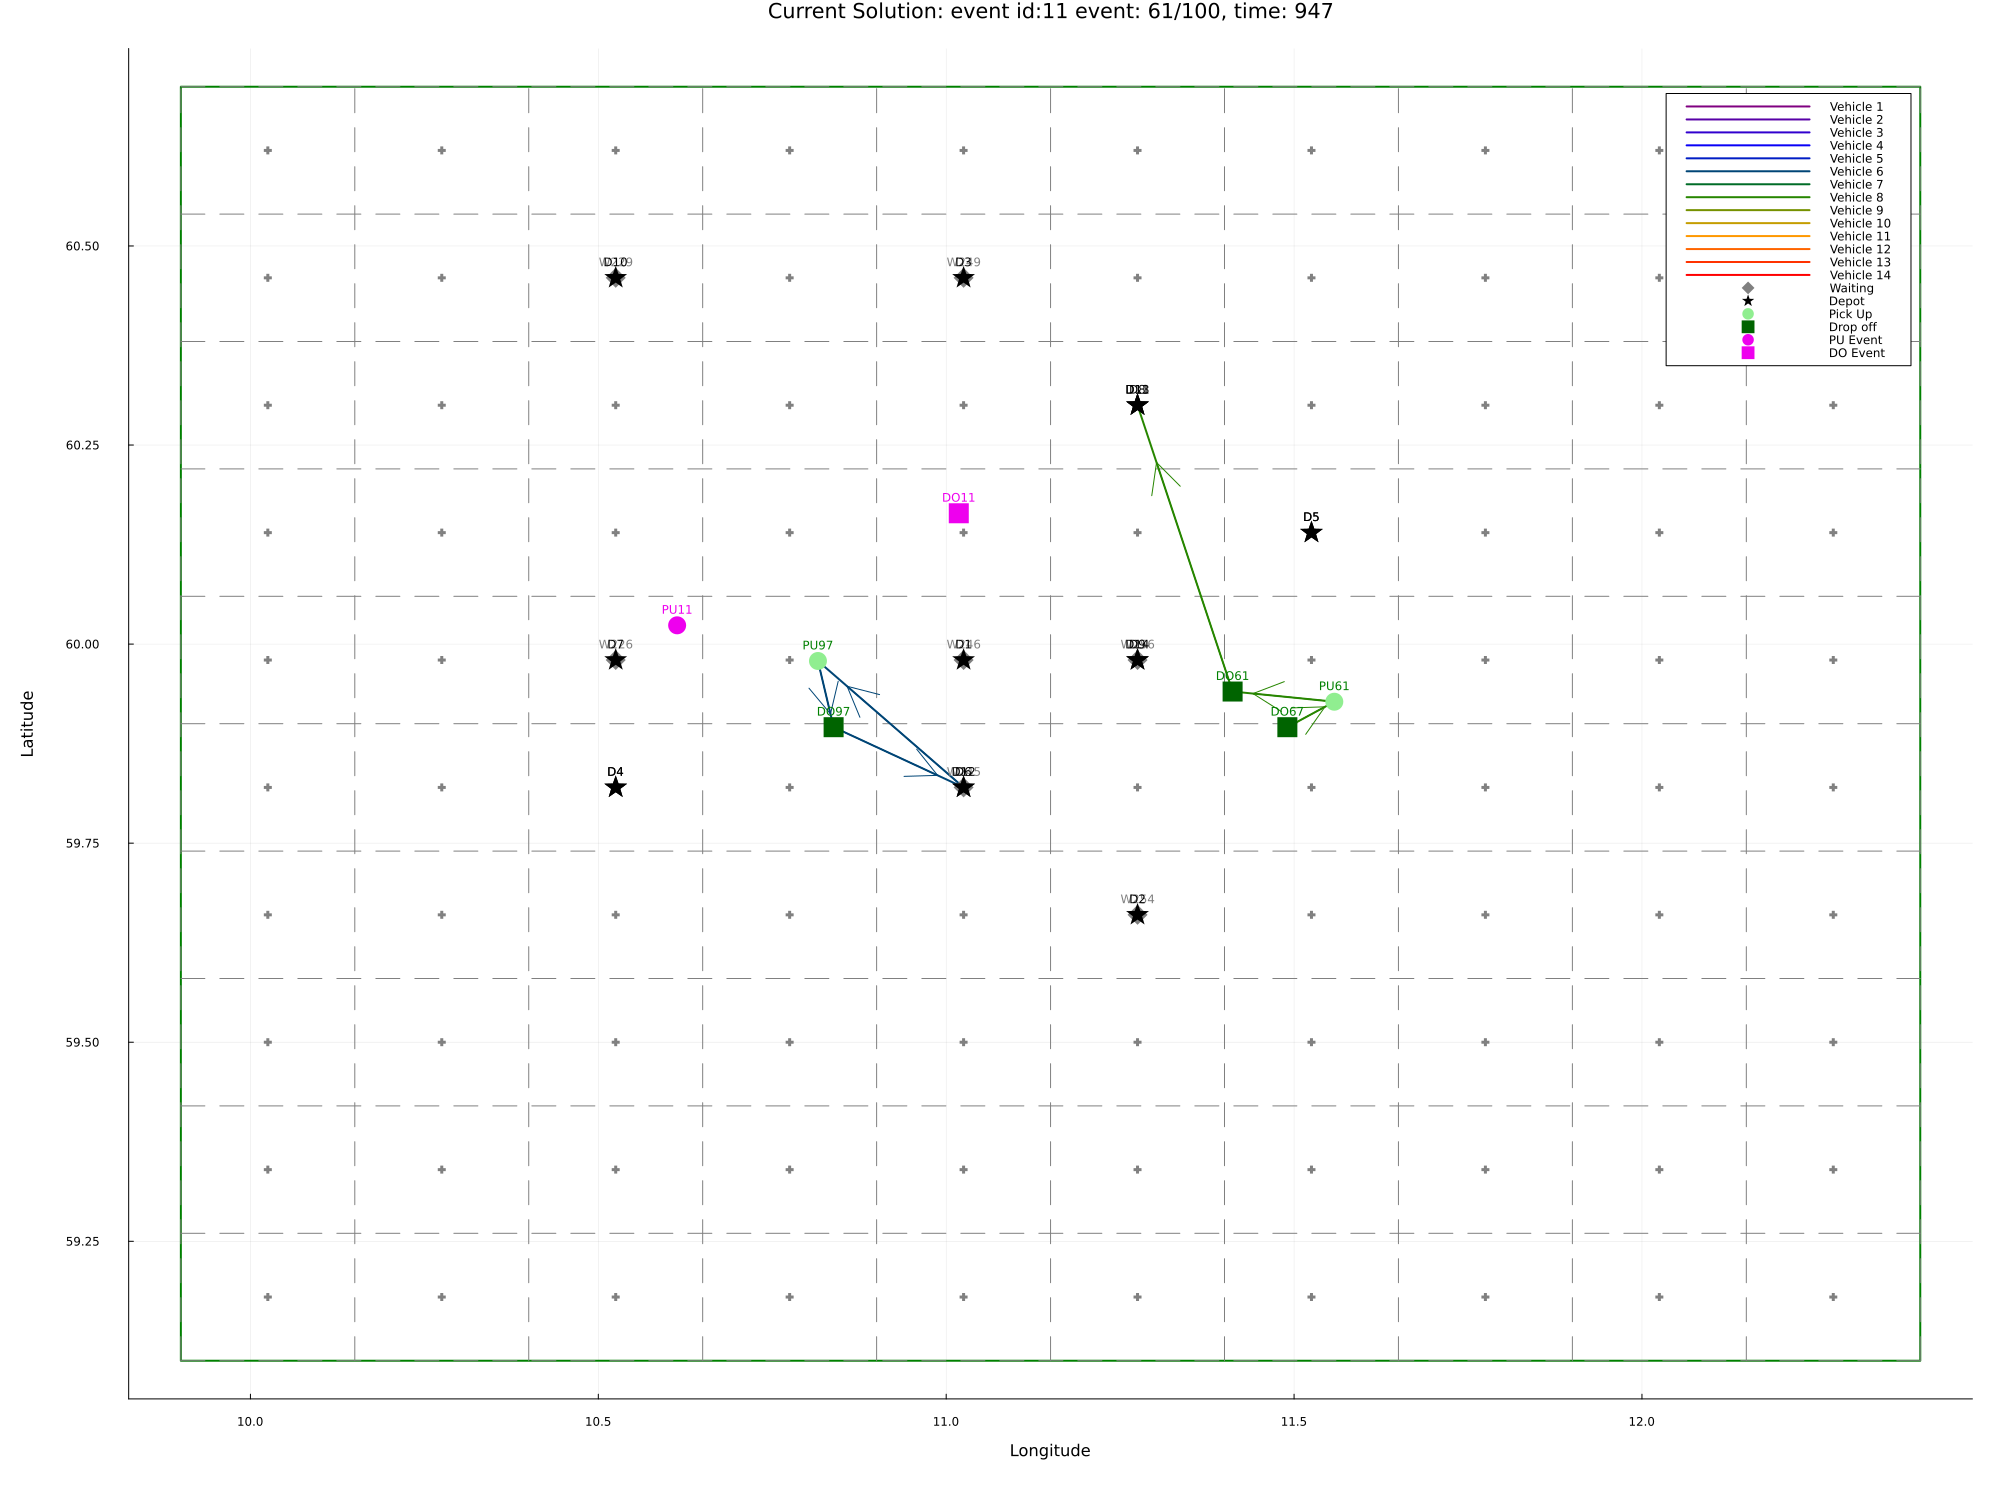 Current Solution: event id:11 event: 61/100, time: 947
Vehicle 1
Vehicle 2
Vehicle 3
Vehicle 4
Vehicle 5
Vehicle 6
Vehicle 7
Vehicle 8
Vehicle 9
Vehicle 10
Vehicle 11
Vehicle 12
Vehicle 13
Vehicle 14
Waiting
Depot
Pick Up
Drop off
PU Event
DO Event
60.50
D10
D3
60.25
DO11
D5
PU11
60.00
D7
PU97
D1
DO61
PU61
DO97
DO67
D4
59.75
D2
59.50
59.25
10.0
10.5
11.0
11.5
12.0
Longitude
Latitude